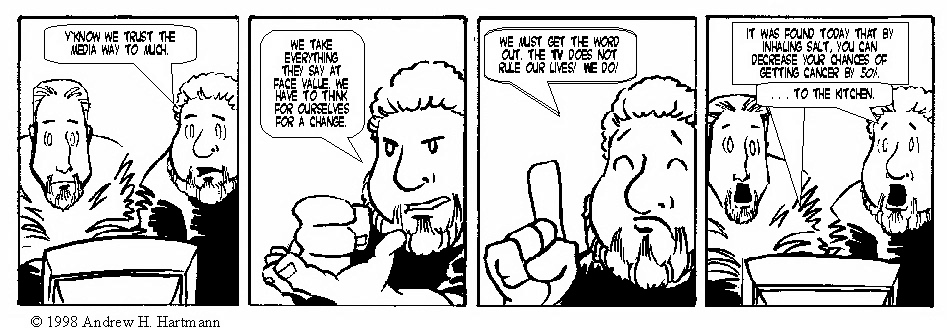 Y'KNOW WE TRUST THE
MEDIA WAY TO MUCH.
WE TAKE
EVERYTHING
THEY SAY AT
FACE VALUE. WE
HAVE TO THINK
FOR OURSELVES
FOR A CHANGE.
WE MUST GET THE WORD
OUT. THE TV DOES NOT
RULE OUR LIVES! WE DO!
IT WAS FOUND TODAY THAT BY
INHALING SALT, YOU CAN
DECREASE YOUR CHANCES OF
GETTING CANCER BY 50%.
. . . TO THE KITCHEN.
© 1998 Andrew H. Hartmann